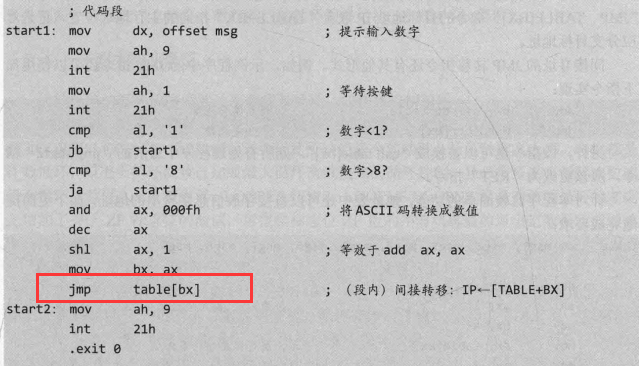 ; 代码段
start1: mov dx, offset msg ; 提示输入数字
mov ah, 9
int 21h
mov ah, 1 ; 等待按键
int 21h
cmp al, '1' ; 数字<1?
jb start1
cmp al, '8' ; 数字>8?
ja start1
and ax, 000fh ; 将ASCII码转换成数值
dec ax
shl ax, 1 ; 等效于 add ax, ax
mov bx, ax
jmp table[bx] ; (段内)间接转移: IP←[TABLE+BX]
start2: mov ah, 9
int 21h
.exit 0